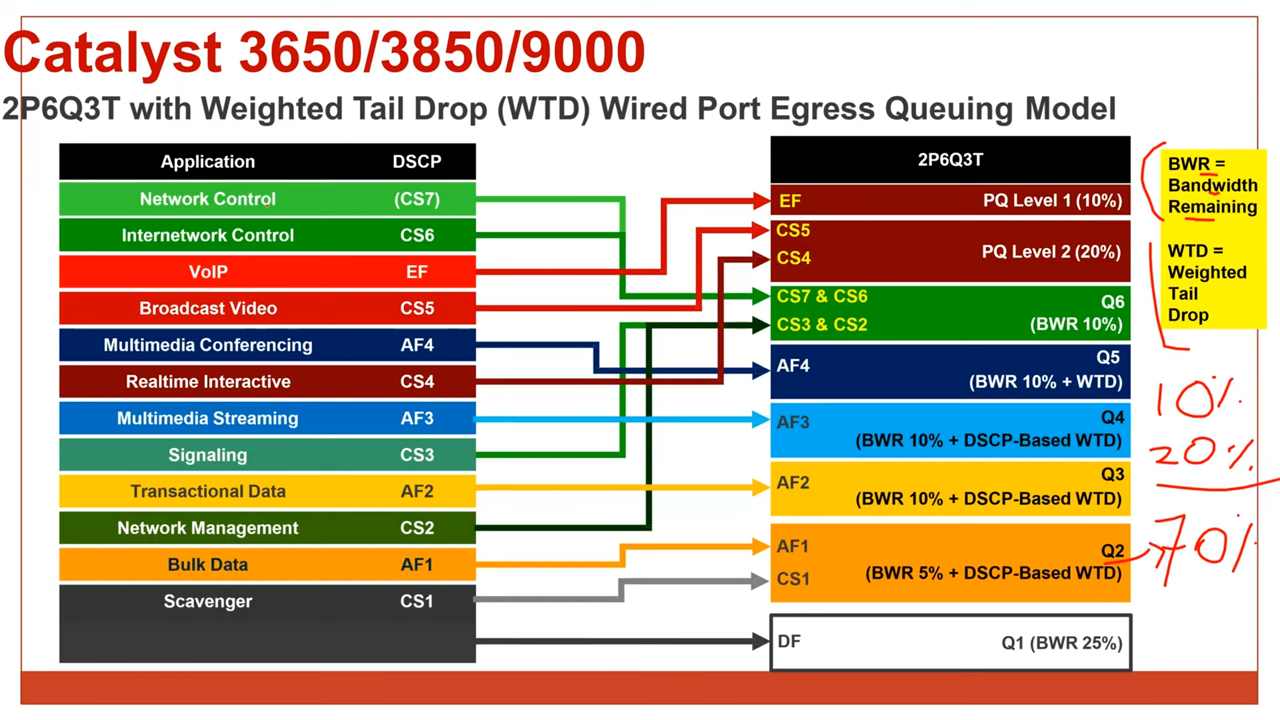 Catalyst 3650/3850/9000
2P6Q3T with Weighted Tail Drop (WTD) Wired Port Egress Queuing Model
Application DSCP
Network Control (CS7)
Internetwork Control CS6
VoIP EF
Broadcast Video CS5
Multimedia Conferencing AF4
Realtime Interactive CS4
Multimedia Streaming AF3
Signaling CS3
Transactional Data AF2
Network Management CS2
Bulk Data AF1
Scavenger CS1
2P6Q3T
EF PQ Level 1 (10%)
CS5
CS4 PQ Level 2 (20%)
CS7 & CS6 Q6
CS3 & CS2 (BWR 10%)
AF4 Q5
(BWR 10% + WTD)
AF3 Q4
(BWR 10% + DSCP-Based WTD)
AF2 Q3
(BWR 10% + DSCP-Based WTD)
AF1 Q2
CS1 (BWR 5% + DSCP-Based WTD)
DF Q1 (BWR 25%)
BWR =
Bandwidth
Remaining
WTD =
Weighted
Tail
Drop
10%
20%
70%